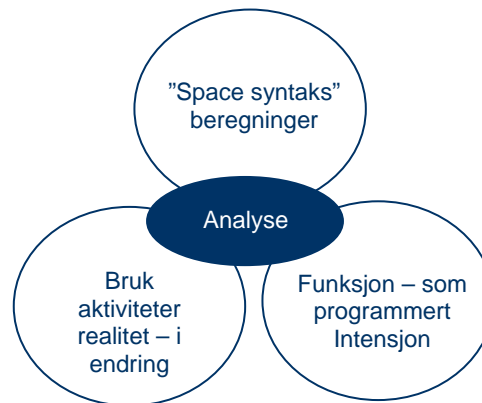 ”Space syntaks”
beregninger
Analyse
Bruk
aktiviteter
realitet – i
endring
Funksjon – som
programmert
Intensjon